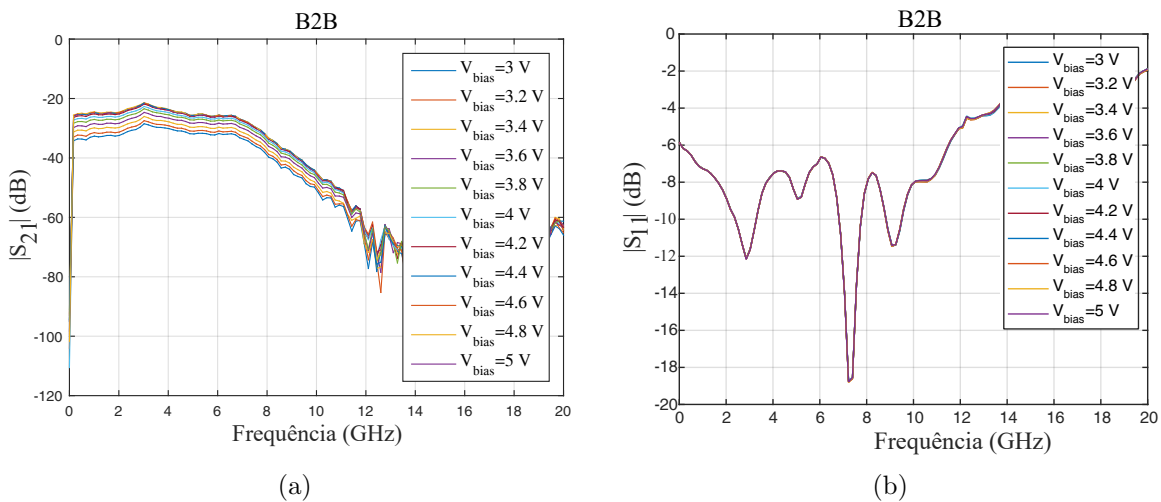 B2B
0
-20
-40
-60
-80
-100
-120
|S21| (dB)
0 2 4 6 8 10 12 14 16 18 20
Frequência (GHz)
Vbias=3 V
Vbias=3.2 V
Vbias=3.4 V
Vbias=3.6 V
Vbias=3.8 V
Vbias=4 V
Vbias=4.2 V
Vbias=4.4 V
Vbias=4.6 V
Vbias=4.8 V
Vbias=5 V
(a)
B2B
0
-2
-4
-6
-8
-10
-12
-14
-16
-18
-20
|S11| (dB)
0 2 4 6 8 10 12 14 16 18 20
Frequência (GHz)
Vbias=3 V
Vbias=3.2 V
Vbias=3.4 V
Vbias=3.6 V
Vbias=3.8 V
Vbias=4 V
Vbias=4.2 V
Vbias=4.4 V
Vbias=4.6 V
Vbias=4.8 V
Vbias=5 V
(b)